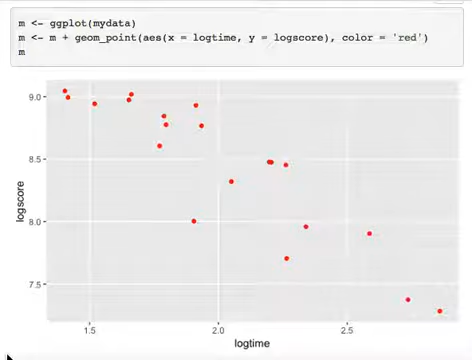 m <- ggplot(mydata)
m <- m + geom_point(aes(x = logtime, y = logscore), color = 'red')
m
9.0
8.5
8.0
7.5
logscore
1.5
2.0
2.5
logtime